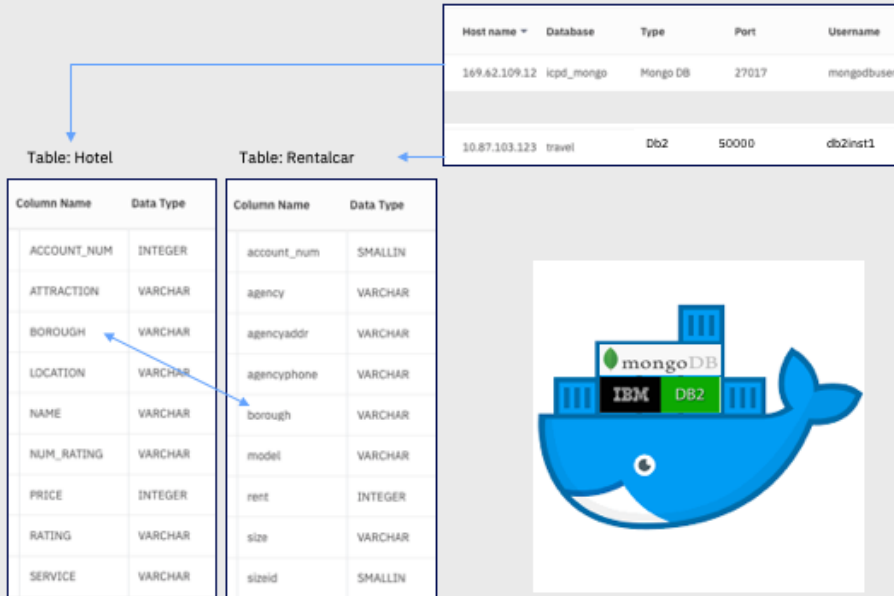 Host name Database Type Port Username
169.62.109.12 icpd_mongo Mongo DB 27017 mongodbuse
10.87.103.123 travel Db2 50000 db2inst1
Table: Hotel
Table: Rentalcar
Column Name Data Type
ACCOUNT_NUM INTEGER
ATTRACTION VARCHAR
BOROUGH VARCHAR
LOCATION VARCHAR
NAME VARCHAR
NUM_RATING VARCHAR
PRICE INTEGER
RATING VARCHAR
SERVICE VARCHAR
Column Name Data Type
account_num SMALLIN
agency VARCHAR
agencyaddr VARCHAR
agencyphone VARCHAR
borough VARCHAR
model VARCHAR
rent INTEGER
size VARCHAR
sizeid SMALLIN
mongoDB
IBM DB2